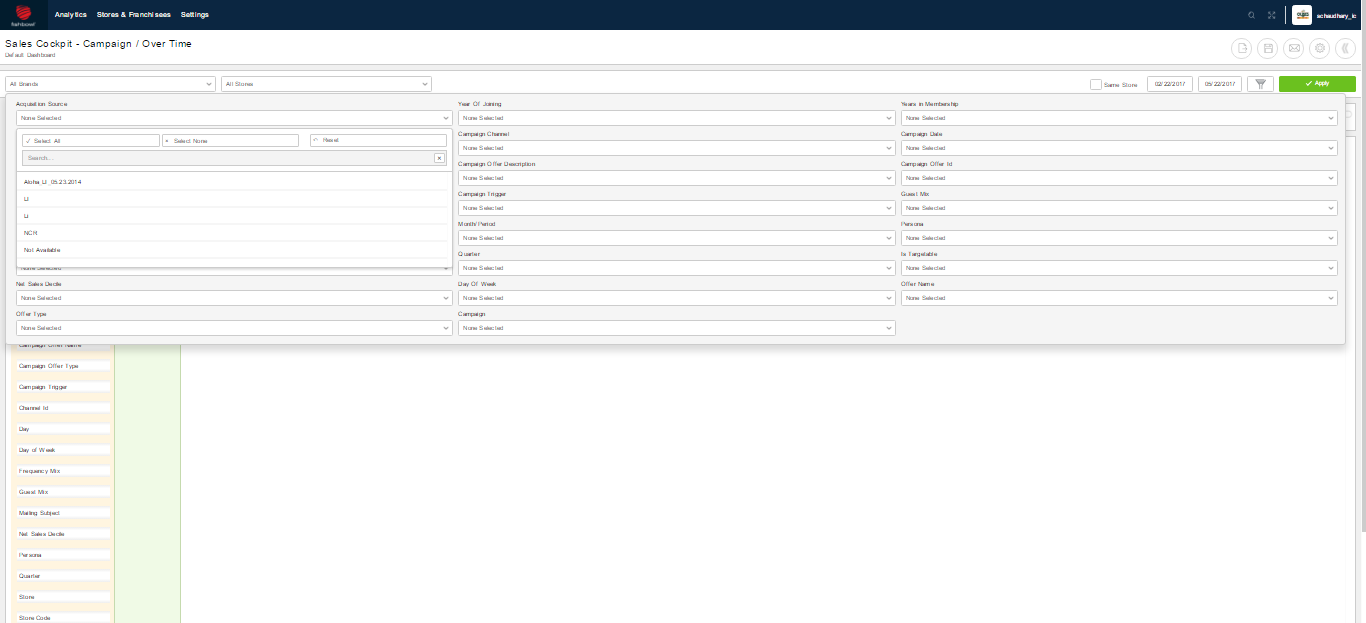 fishbowl
Analytics Stores & Franchisees Settings
schaudhary_ic
Sales Cockpit - Campaign / Over Time
Default Dashboard
All Brands
All Stores
Same Store
02/22/2017
05/22/2017
Apply
Acquisition Source
Year Of Joining
Years in Membership
None Selected
None Selected
None Selected
Select All
Select None
Reset
Search...
Aloha_LI_05.23.2014
LI
Li
NCR
Not Available
Campaign Channel
Campaign Date
None Selected
None Selected
Campaign Offer Description
Campaign Offer Id
None Selected
None Selected
Campaign Trigger
Guest Mix
None Selected
None Selected
Month/Period
Persona
None Selected
None Selected
Quarter
Is Targetable
None Selected
None Selected
None Selected
Net Sales Decile
Day Of Week
Offer Name
None Selected
None Selected
None Selected
Offer Type
Campaign
None Selected
None Selected
Campaign Offer Name
Campaign Offer Type
Campaign Trigger
Channel Id
Day
Day of Week
Frequency Mix
Guest Mix
Mailing Subject
Net Sales Decile
Persona
Quarter
Store
Store Code